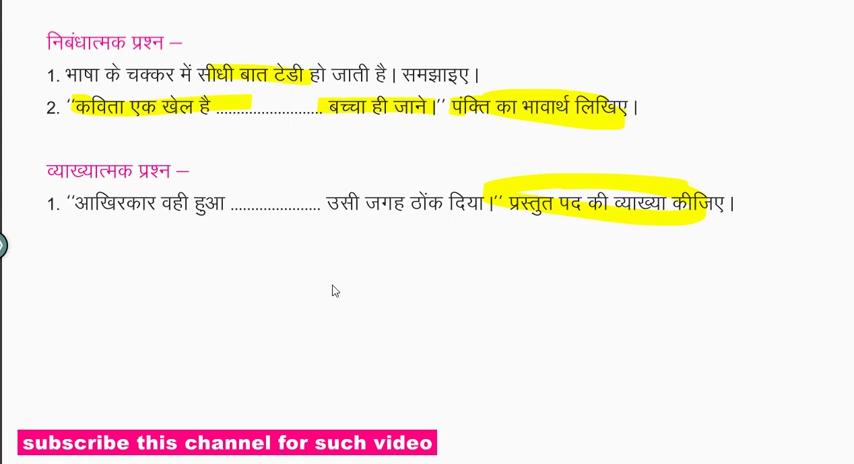 निबंधात्मक प्रश्न –
1. भाषा के चक्कर में सीधी बात टेडी हो जाती है। समझाइए।
2. ‘‘कविता एक खेल है .......................... बच्चा ही जाने।’’ पंक्ति का भावार्थ लिखिए।
व्याख्यात्मक प्रश्न –
1. ‘‘आखिरकार वही हुआ ...................... उसी जगह ठोंक दिया।’’ प्रस्तुत पद की व्याख्या कीजिए।
subscribe this channel for such video